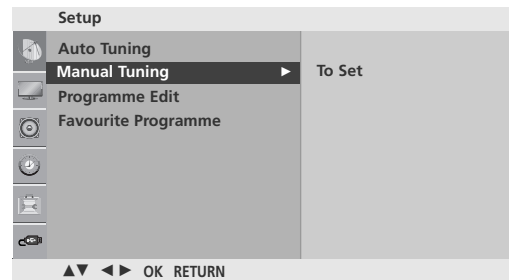 Setup
Auto Tuning
Manual Tuning ► To Set
Programme Edit
Favourite Programme
▲▼ ◄► OK RETURN